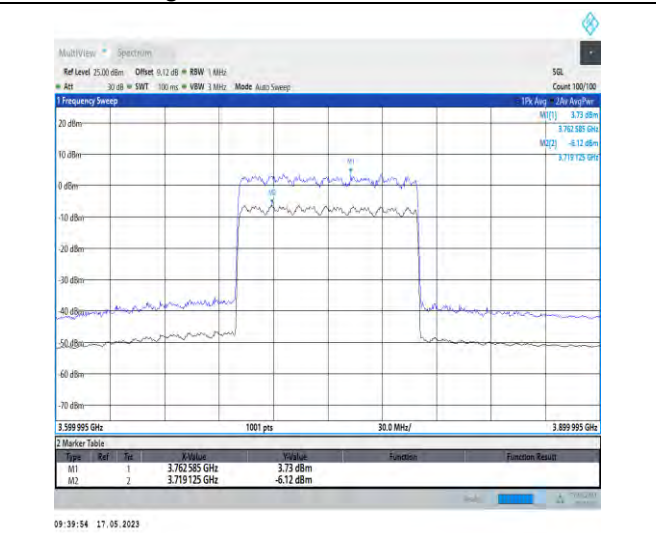 MultiView Spectrum
Ref Level 25.00 dBm Offset 9.12 dB RBW 1 MHz SGL
Att 30 dB SWT 100 ms VBW 3 MHz Mode Auto Sweep Count 100/100
1 Frequency Sweep 1Pk Avg 2Av AvgPwr
M1[1] 3.73 dBm
3.762 585 GHz
M2[2] -6.12 dBm
3.719 125 GHz
20 dBm
10 dBm
M1
0 dBm
M2
-10 dBm
-20 dBm
-30 dBm
-40 dBm
-50 dBm
-60 dBm
-70 dBm
3.599 995 GHz 1001 pts 30.0 MHz/ 3.899 995 GHz
2 Marker Table
Type Ref Trc X-Value Y-Value Function Function Result
M1 1 3.762 585 GHz 3.73 dBm
M2 2 3.719 125 GHz -6.12 dBm
09:39:54 17.05.2023